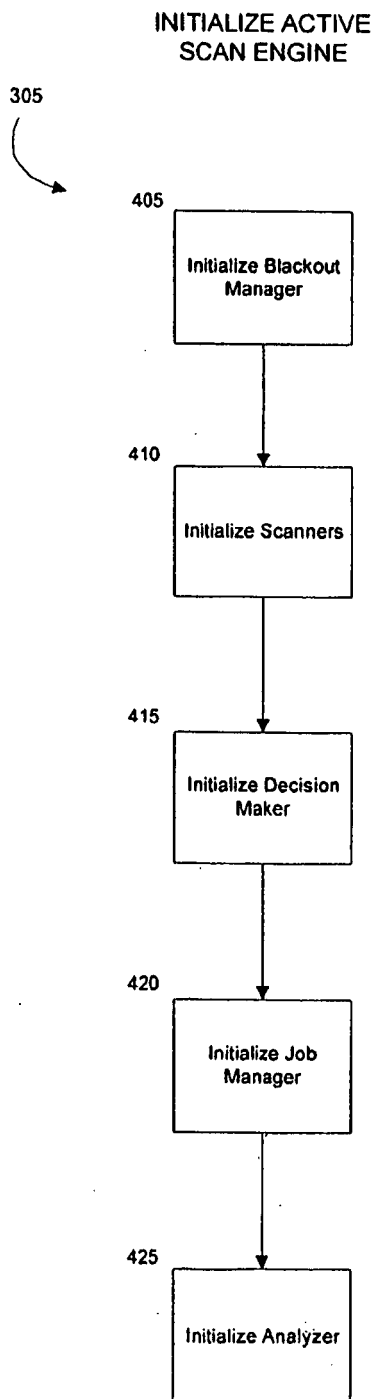 INITIALIZE ACTIVE
SCAN ENGINE
305
405
Initialize Blackout
Manager
410
Initialize Scanners
415
Initialize Decision
Maker
420
Initialize Job
Manager
425
Initialize Analyzer